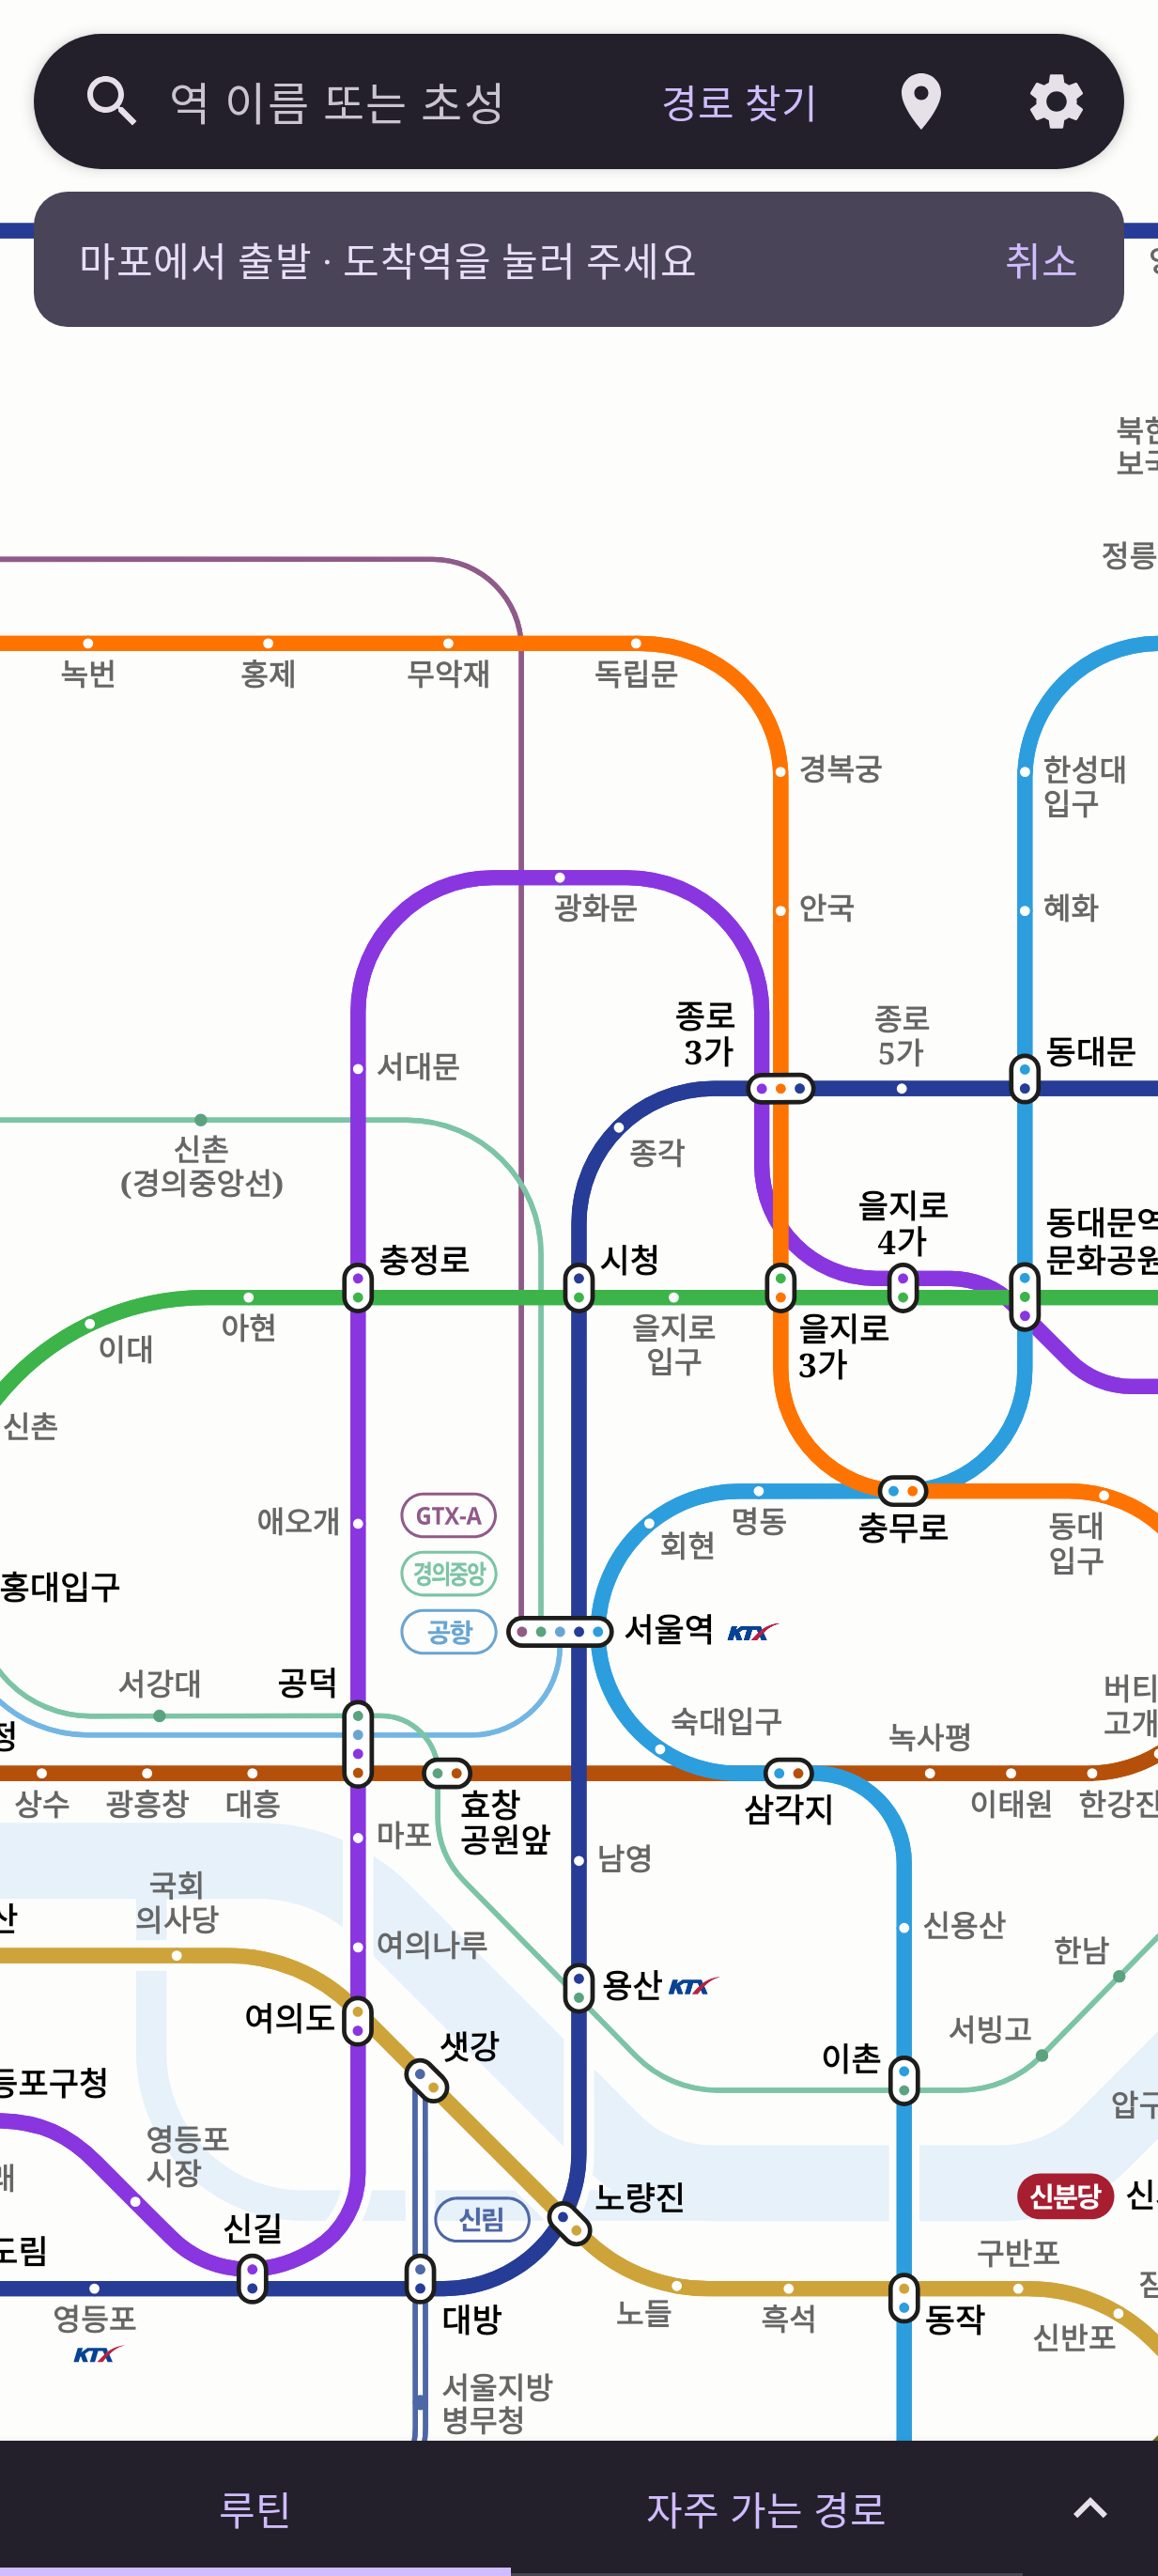 역 이름 또는 초성
경로 찾기
마포에서 출발 · 도착역을 눌러 주세요
취소
정릉
녹번
홍제
무악재
독립문
경복궁
한성대
입구
광화문
안국
혜화
종로
3가
종로
5가
동대문
서대문
종각
신촌
(경의중앙선)
을지로
4가
충정로
시청
동대문역
문화공원
이대
아현
을지로
입구
을지로
3가
신촌
애오개
GTX-A
경의중앙
공항
회현
명동
충무로
동대
입구
홍대입구
서울역
KTX
서강대
공덕
숙대입구
녹사평
버티
고개
상수
광흥창
대흥
효창
공원앞
삼각지
이태원
한강진
마포
남영
국회
의사당
여의나루
신용산
한남
여의도
용산
KTX
샛강
서빙고
이촌
등포구청
압구
영등포
시장
신길
신림
노량진
신분당
도림
구반포
영등포
KTX
대방
노들
흑석
동작
신반포
서울지방
병무청
루틴
자주 가는 경로